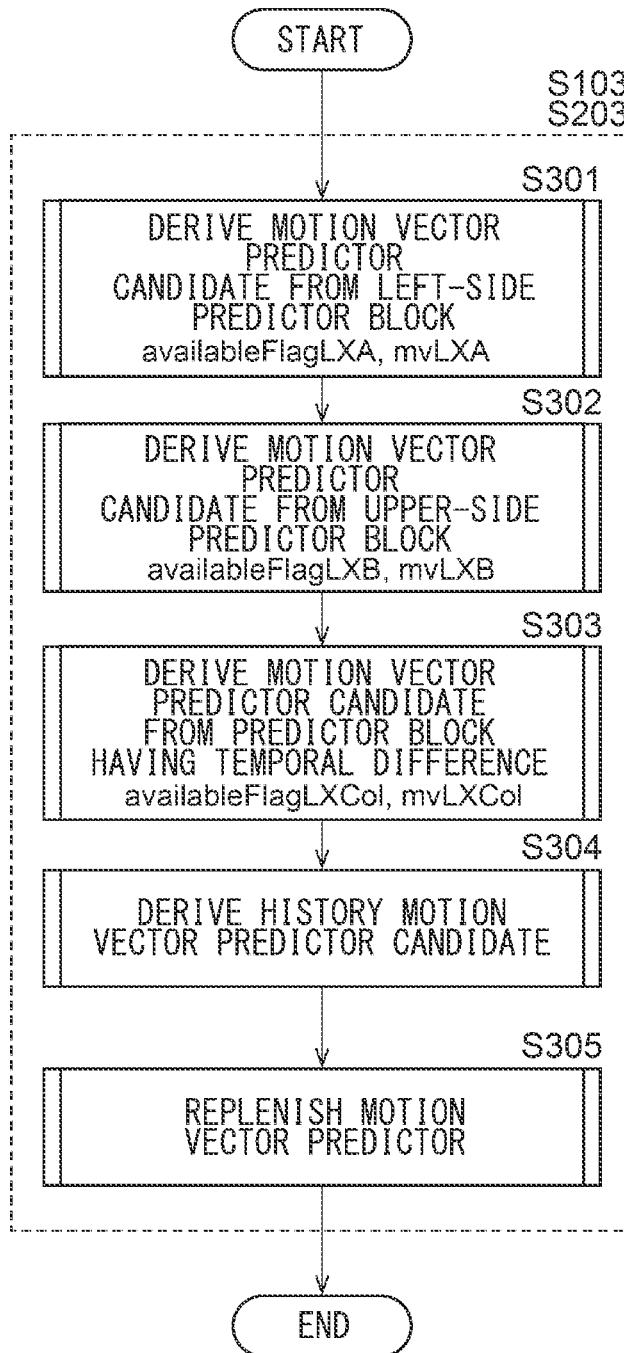 START
S103
S203
S301
DERIVE MOTION VECTOR
PREDICTOR
CANDIDATE FROM LEFT-SIDE
PREDICTOR BLOCK
availableFlagLXA, mvLXA
S302
DERIVE MOTION VECTOR
PREDICTOR
CANDIDATE FROM UPPER-SIDE
PREDICTOR BLOCK
availableFlagLXB, mvLXB
S303
DERIVE MOTION VECTOR
PREDICTOR CANDIDATE
FROM PREDICTOR BLOCK
HAVING TEMPORAL DIFFERENCE
availableFlagLXCol, mvLXCol
S304
DERIVE HISTORY MOTION
VECTOR PREDICTOR CANDIDATE
S305
REPLENISH MOTION
VECTOR PREDICTOR
END